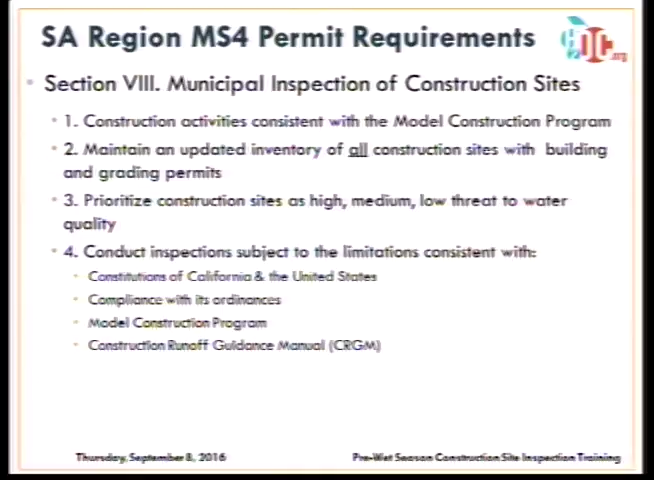 SA Region MS4 Permit Requirements
H2OC.org
Section VIII. Municipal Inspection of Construction Sites
1. Construction activities consistent with the Model Construction Program
2. Maintain an updated inventory of all construction sites with building
and grading permits
3. Prioritize construction sites as high, medium, low threat to water
quality
4. Conduct inspections subject to the limitations consistent with:
Constitutions of California & the United States
Compliance with its ordinances
Model Construction Program
Construction Runoff Guidance Manual (CRGM)
Thursday, September 8, 2016
Pre-Wet Season Construction Site Inspection Training